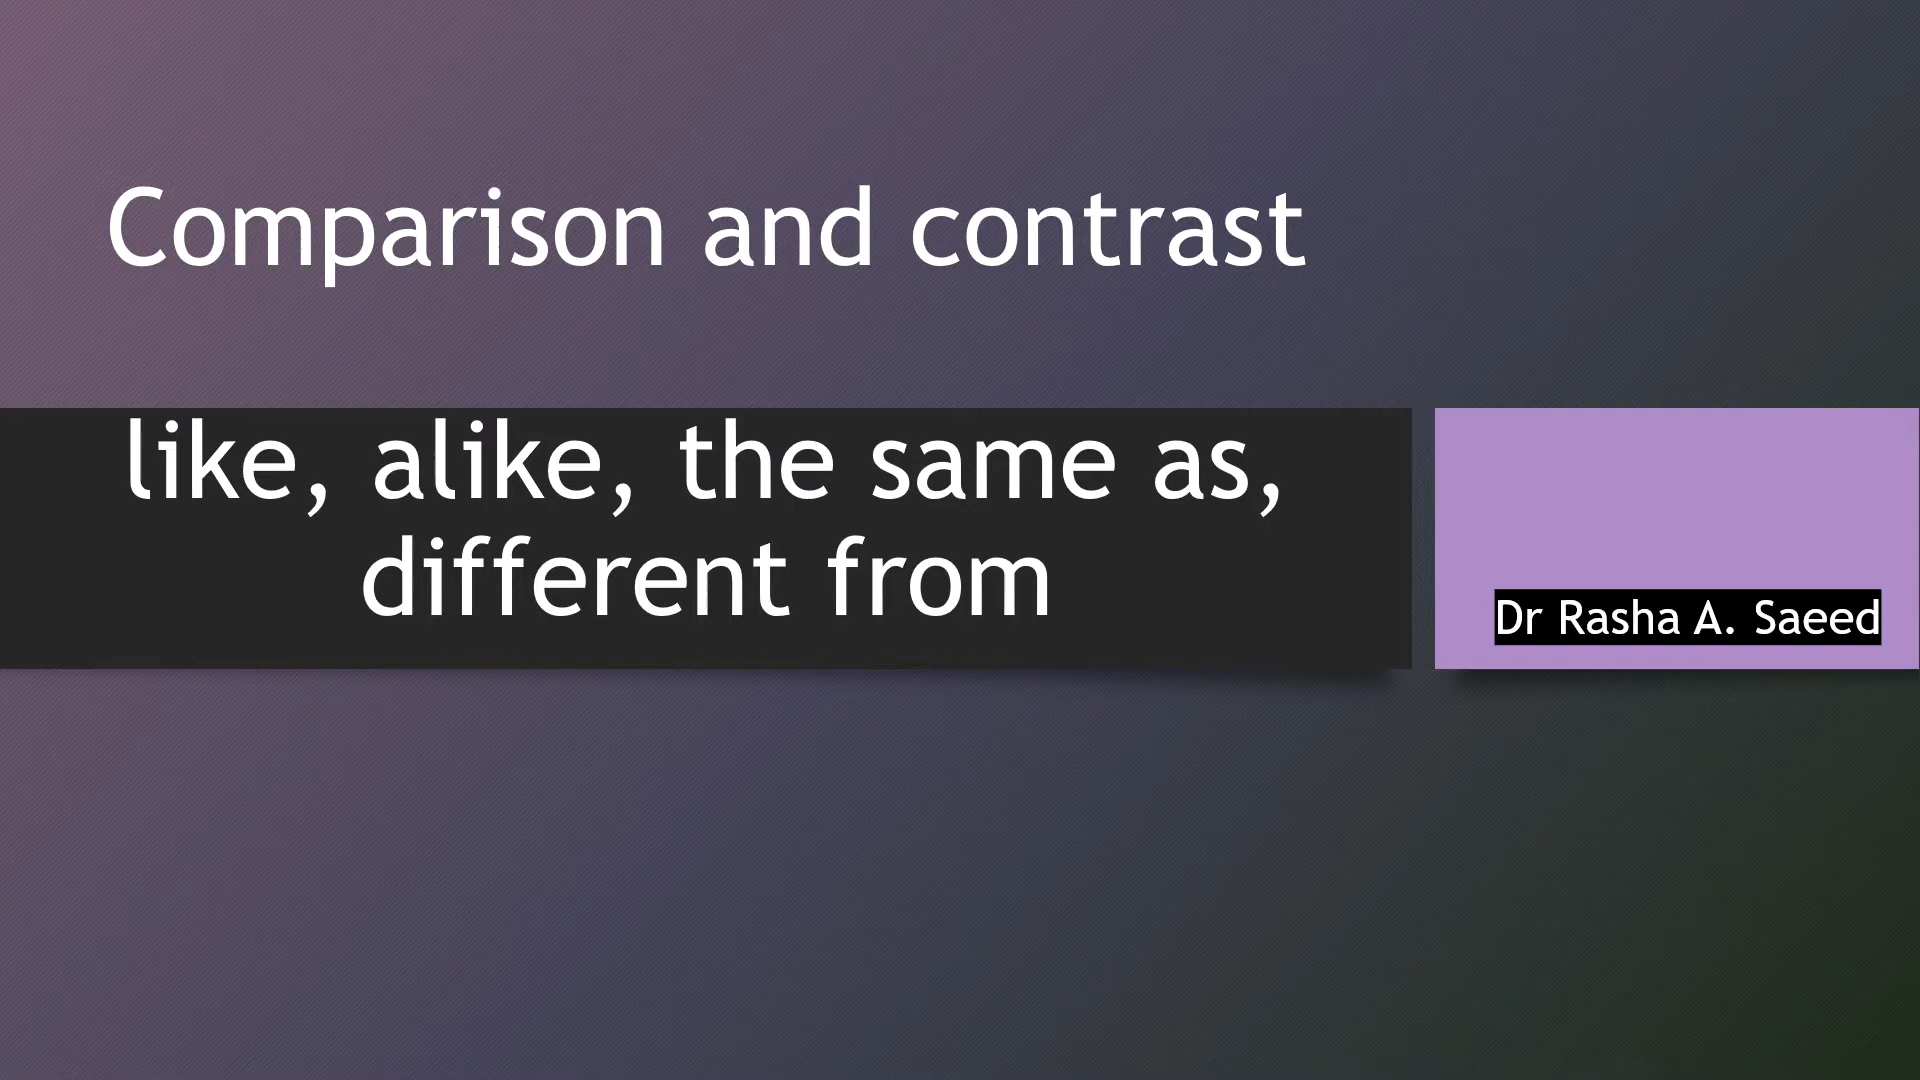 Comparison and contrast
like, alike, the same as,
different from
Dr Rasha A. Saeed